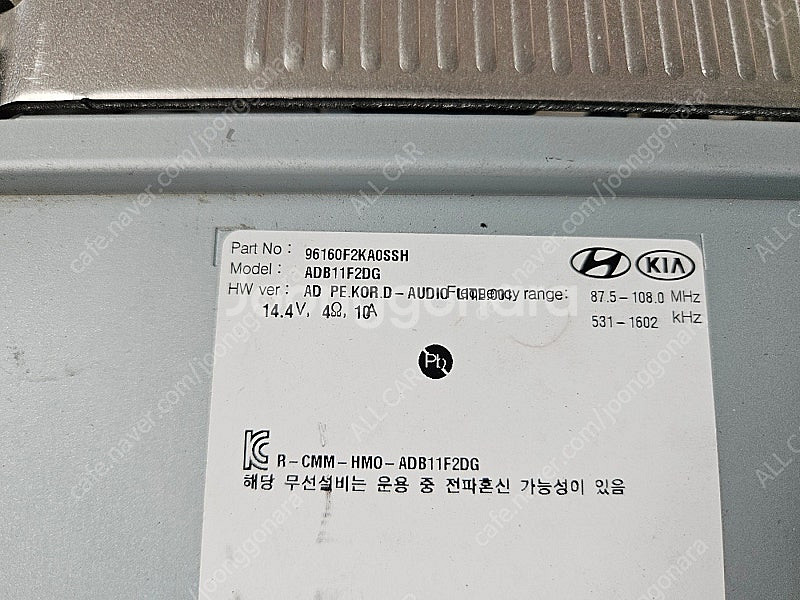 Part No : 96160F2KA0SSH
Model : ADB11F2DG
HW ver : AD PE.KOR.D-AUDIO
Frequency range: 87.5-108.0 MHz
531-1602 kHz
14.4V, 4Ω, 10A
KIA
Pb
R-CMM-HMO-ADB11F2DG
해당 무선설비는 운용 중 전파혼신 가능성이 있음
ALL CAR
cafe.naver.com/joonggonara
joonggonara